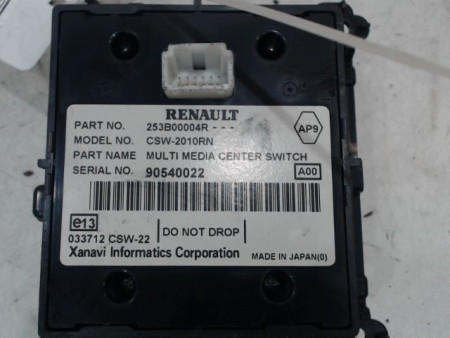 RENAULT
PART NO. 253B00004R - - -
MODEL NO. CSW-2010RN
AP9
PART NAME MULTI MEDIA CENTER SWITCH
SERIAL NO. 90540022
A00
e13
033712 CSW-22
DO NOT DROP
Xanavi Informatics Corporation
MADE IN JAPAN(0)